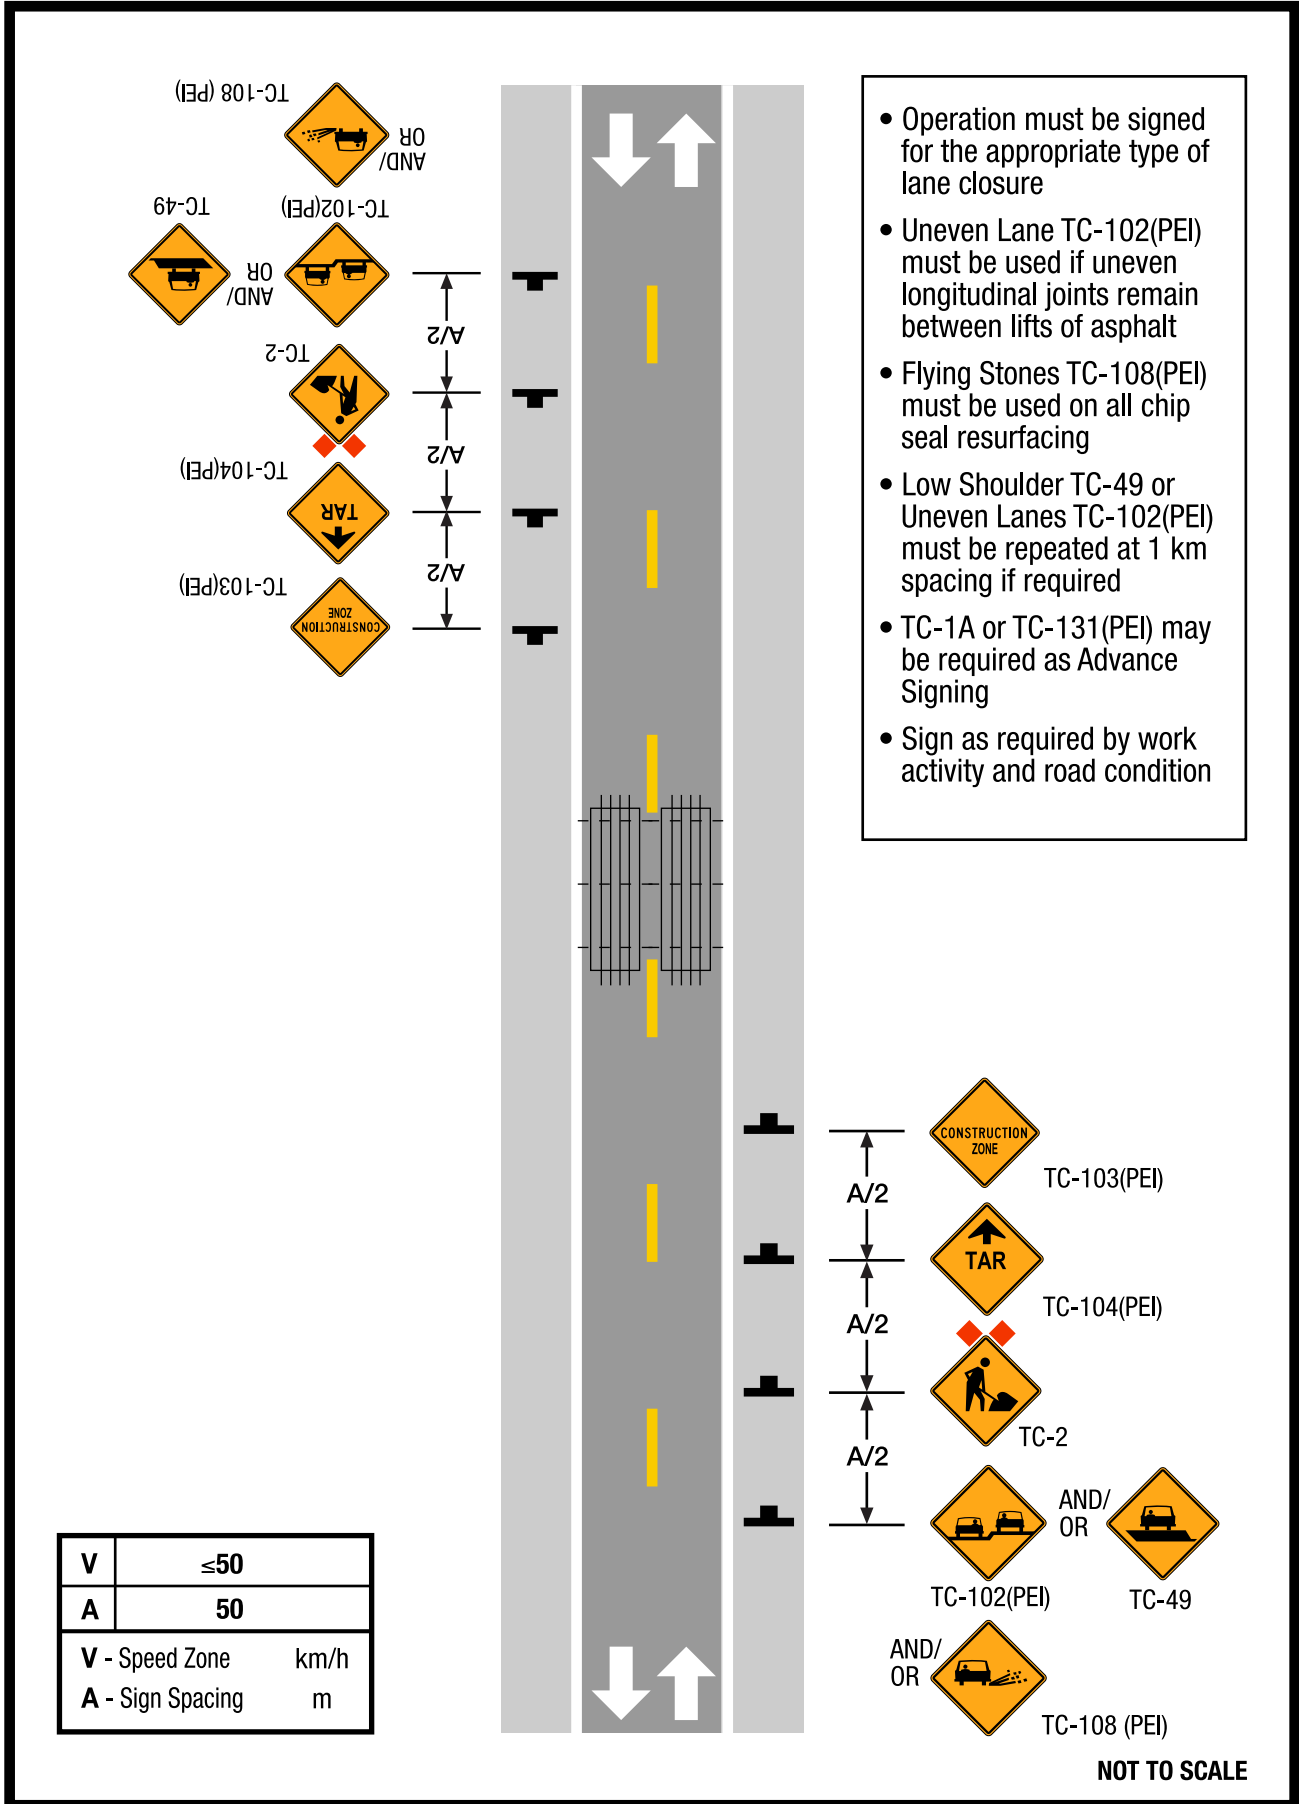 TC-108 (PEI)
AND/
OR
TC-49
TC-102(PEI)
AND/
OR
A/2
TC-2
A/2
TC-104(PEI)
TAR
A/2
TC-103(PEI)
CONSTRUCTION
ZONE
• Operation must be signed
for the appropriate type of
lane closure
• Uneven Lane TC-102(PEI)
must be used if uneven
longitudinal joints remain
between lifts of asphalt
• Flying Stones TC-108(PEI)
must be used on all chip
seal resurfacing
• Low Shoulder TC-49 or
Uneven Lanes TC-102(PEI)
must be repeated at 1 km
spacing if required
• TC-1A or TC-131(PEI) may
be required as Advance
Signing
• Sign as required by work
activity and road condition
CONSTRUCTION
ZONE
TC-103(PEI)
A/2
TAR
TC-104(PEI)
A/2
TC-2
A/2
AND/
OR
TC-102(PEI)
TC-49
AND/
OR
TC-108 (PEI)
V ≤50
A 50
V - Speed Zone km/h
A - Sign Spacing m
NOT TO SCALE